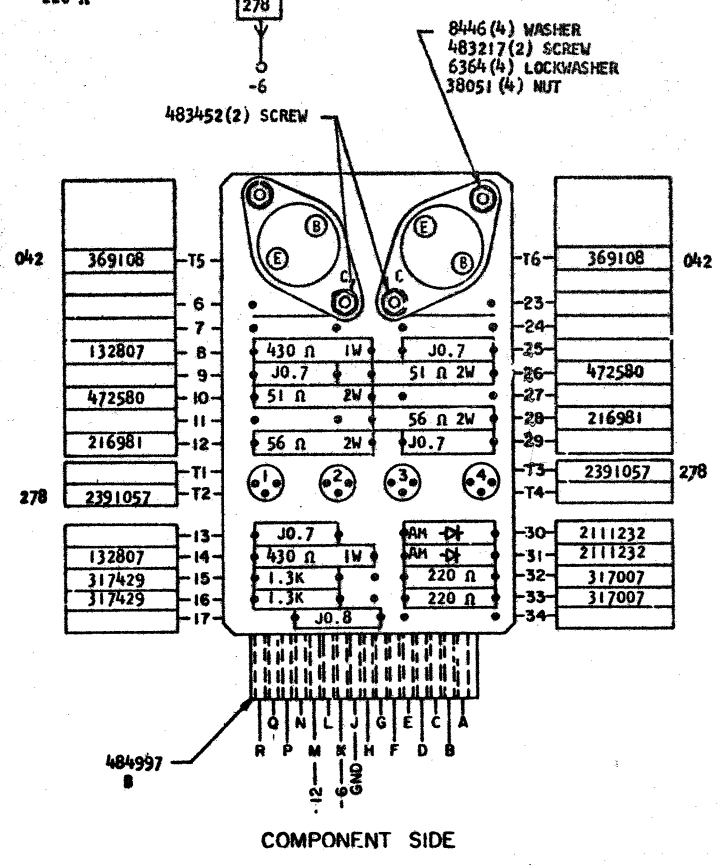 278
-6
8446(4) WASHER
483217(2) SCREW
6364(4) LOCKWASHER
38051(4) NUT
483452(2) SCREW
B
E
C
E
B
C
042 369108 T5
T6 369108 042
6 23
7 24
132807 8 430 Ω 1W J0.7 25
9 J0.7 51 Ω 2W 26 472580
472580 10 51 Ω 2W 27
11 56 Ω 2W 28 216981
216981 12 56 Ω 2W J0.7 29
T1 1 2 3 4 T3 2391057 278
278 2391057 T2 T4
13 J0.7 AM 30 2111232
132807 14 430 Ω 1W AM 31 2111232
317429 15 1.3K 220 Ω 32 317007
317429 16 1.3K 220 Ω 33 317007
17 J0.8 34
Q N L J G E C A
R P M K H F D B
-12 -6 GND
484997
B
COMPONENT SIDE